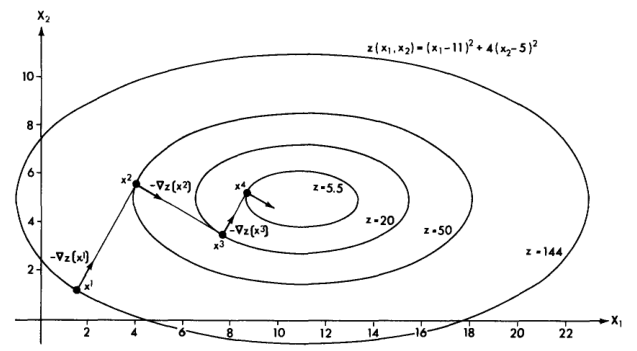 X₂
z(x₁,x₂)=(x₁-11)²+4(x₂-5)²
10
8
6
x² -∇z(x²) x⁴ z=5.5
4
-∇z(x³) z=20 z=50
x³
-∇z(x¹) z=144
2
x¹
2 4 6 8 10 12 14 16 18 20 22 X₁